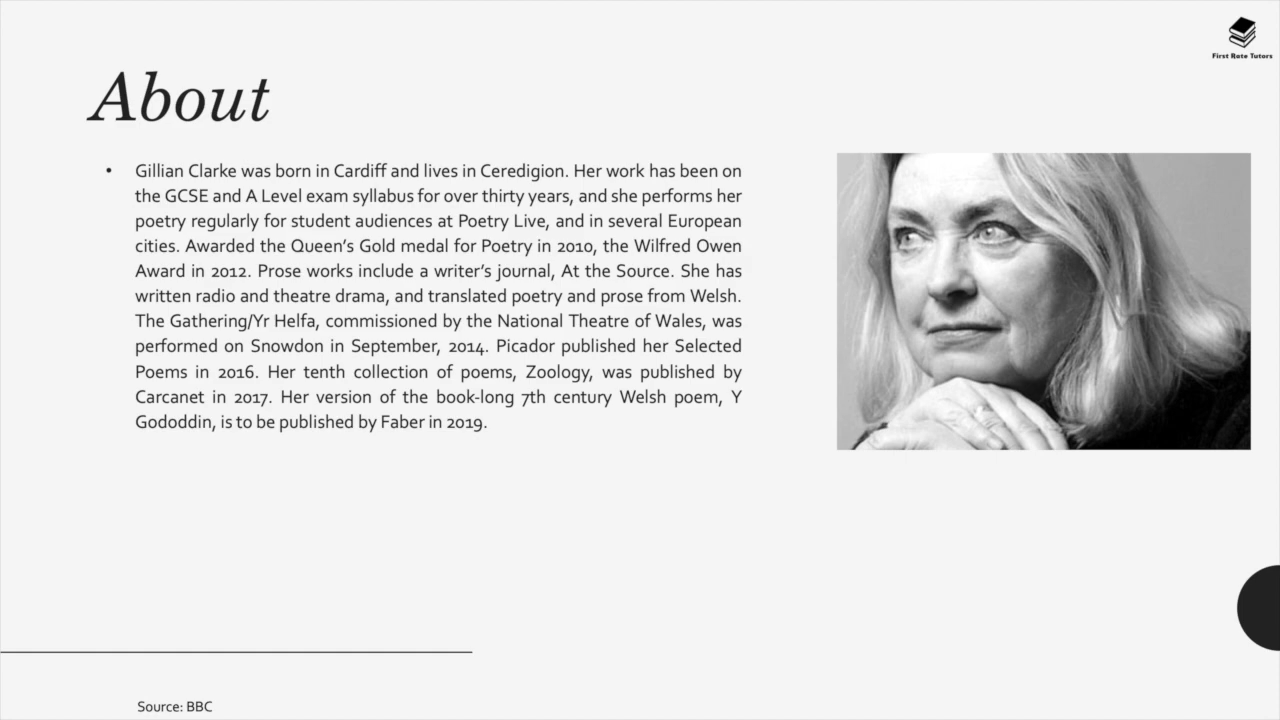 First Rate Tutors
About
• Gillian Clarke was born in Cardiff and lives in Ceredigion. Her work has been on
the GCSE and A Level exam syllabus for over thirty years, and she performs her
poetry regularly for student audiences at Poetry Live, and in several European
cities. Awarded the Queen’s Gold medal for Poetry in 2010, the Wilfred Owen
Award in 2012. Prose works include a writer’s journal, At the Source. She has
written radio and theatre drama, and translated poetry and prose from Welsh.
The Gathering/Yr Helfa, commissioned by the National Theatre of Wales, was
performed on Snowdon in September, 2014. Picador published her Selected
Poems in 2016. Her tenth collection of poems, Zoology, was published by
Carcanet in 2017. Her version of the book-long 7th century Welsh poem, Y
Gododdin, is to be published by Faber in 2019.
Source: BBC